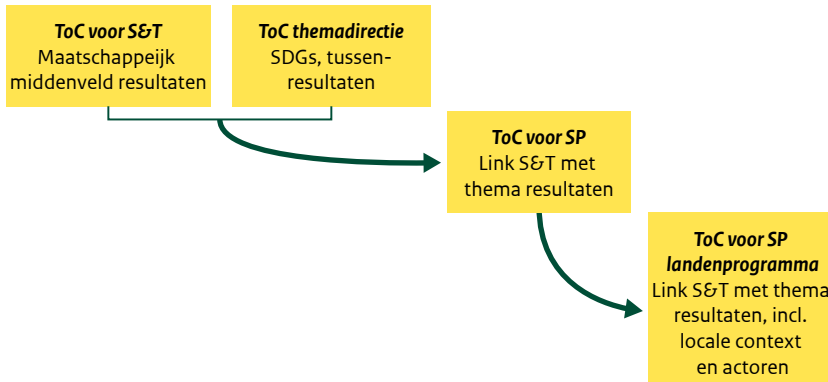 ToC voor S&T
Maatschappeijk
middenveld resultaten
ToC themadirectie
SDGs, tussen-
resultaten
ToC voor SP
Link S&T met
thema resultaten
ToC voor SP
landenprogramma
Link S&T met thema
resultaten, incl.
locale context
en actoren